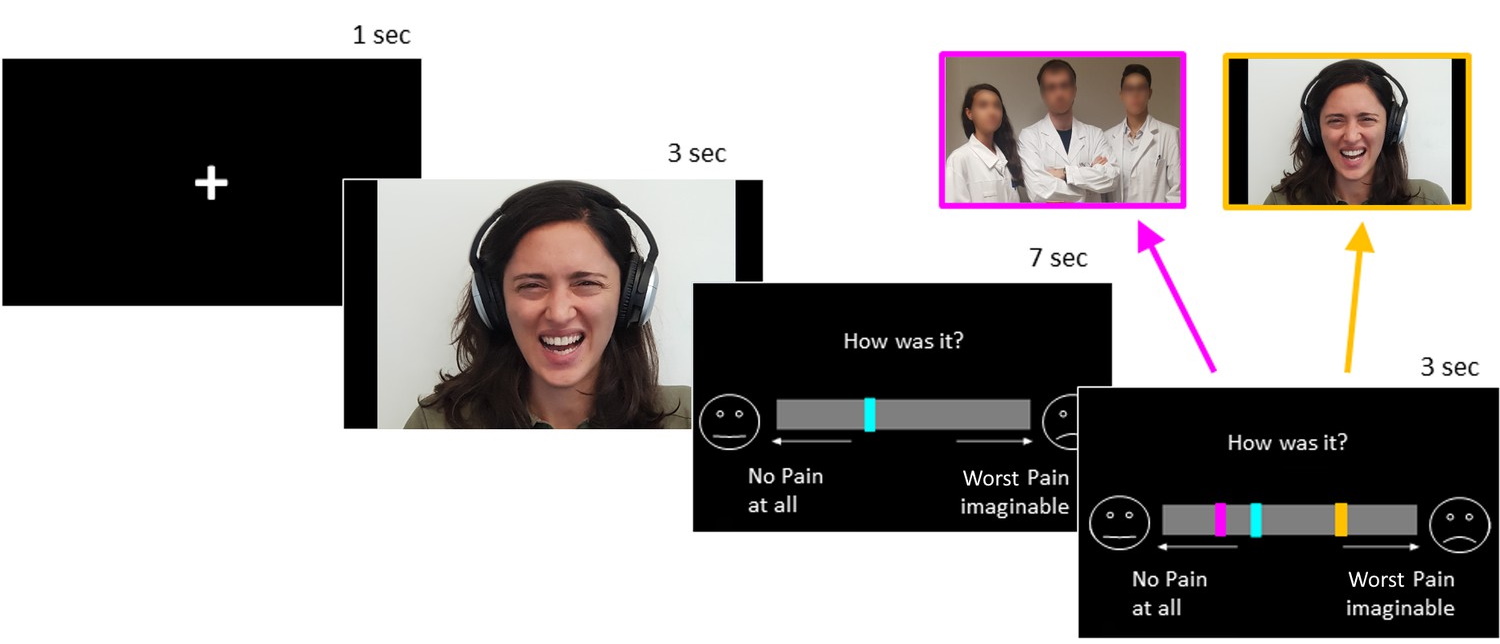 1 sec
3 sec
7 sec
How was it?
No Pain
at all
Worst Pain
imaginable
3 sec
How was it?
No Pain
at all
Worst Pain
imaginable